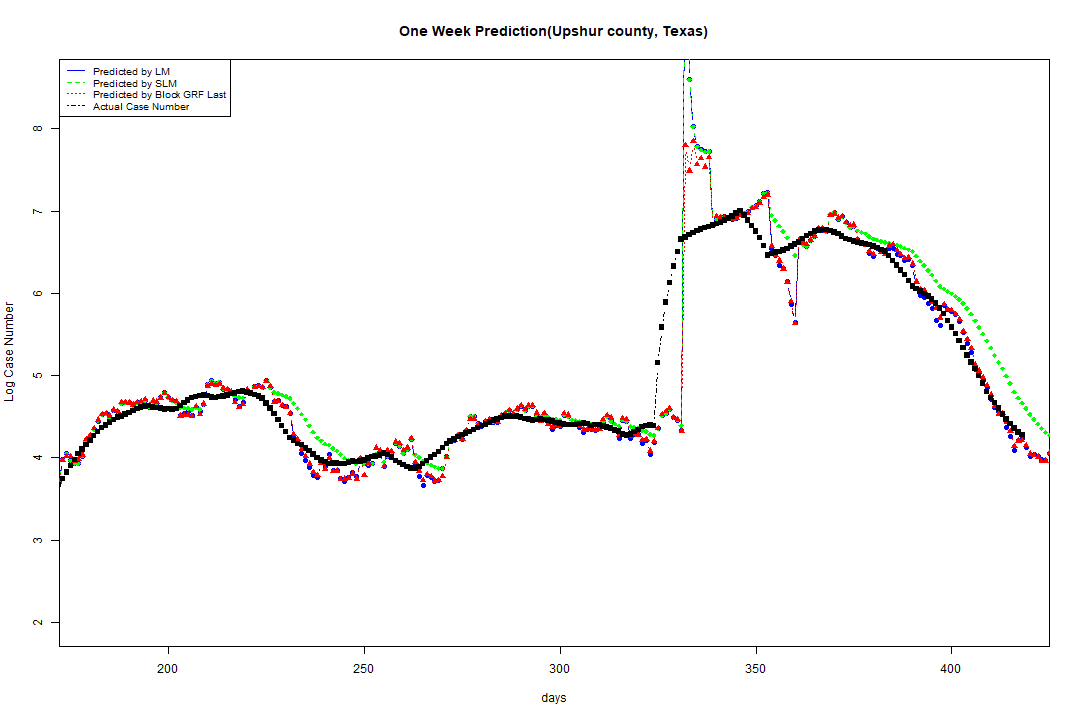 One Week Prediction(Upshur county, Texas)
Predicted by LM
Predicted by SLM
Predicted by Block GRF Last
Actual Case Number
Log Case Number
8
7
6
5
4
3
2
200 250 300 350 400
days